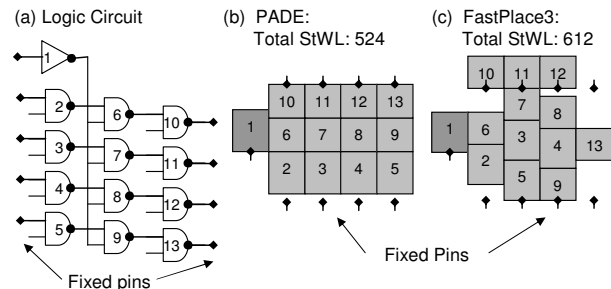 (a) Logic Circuit
1
2
3
4
5
6
7
8
9
10
11
12
13
Fixed pins
(b) PADE:
Total StWL: 524
10 11 12 13
1
6 7 8 9
2 3 4 5
(c) FastPlace3:
Total StWL: 612
10 11 12
7
8
1
6
3
4
13
2
5
9
Fixed Pins